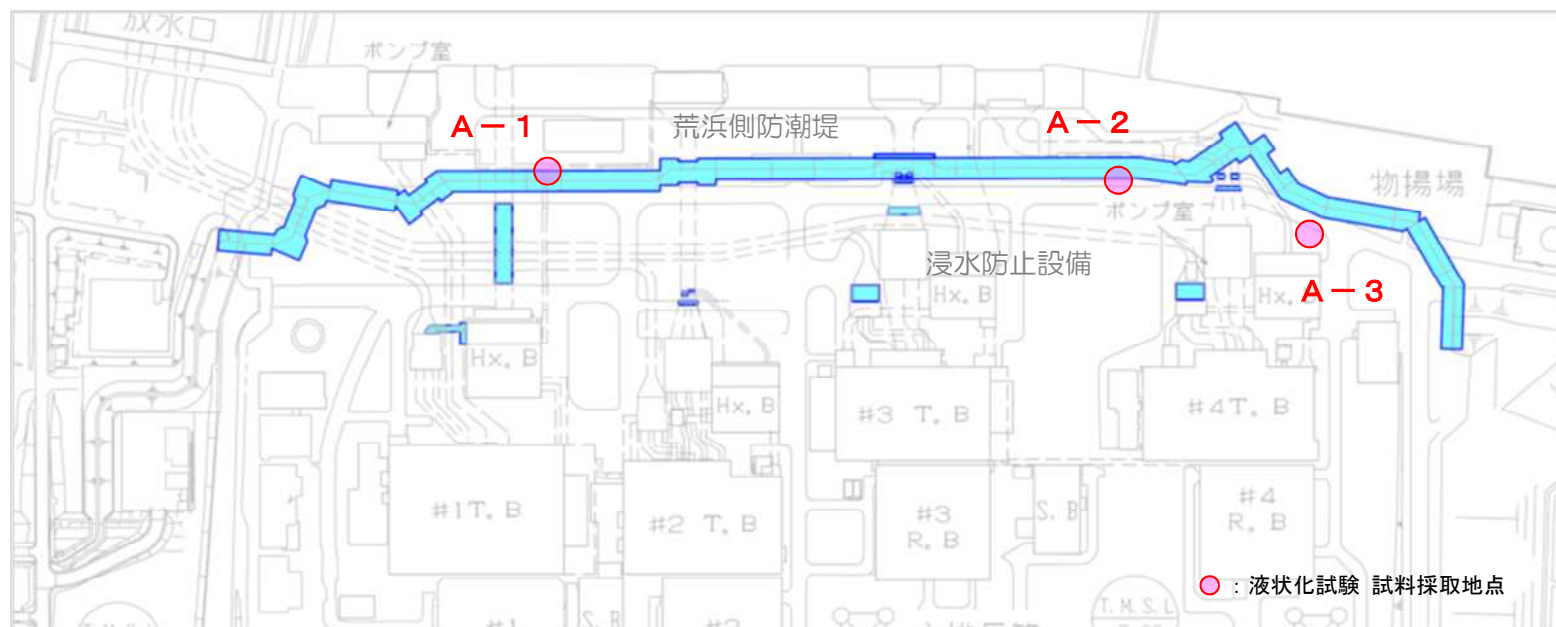 放水口
ポンプ室
A－1
荒浜側防潮堤
A－2
物揚場
ポンプ室
浸水防止設備
A－3
Hx. B
Hx. B
Hx. B
Hx. B
#1T. B
#2 T. B
#3 T. B
#4T. B
#3
R. B
S. B
#4
R. B
：液状化試験 試料採取地点
S. B
T. M. S. L